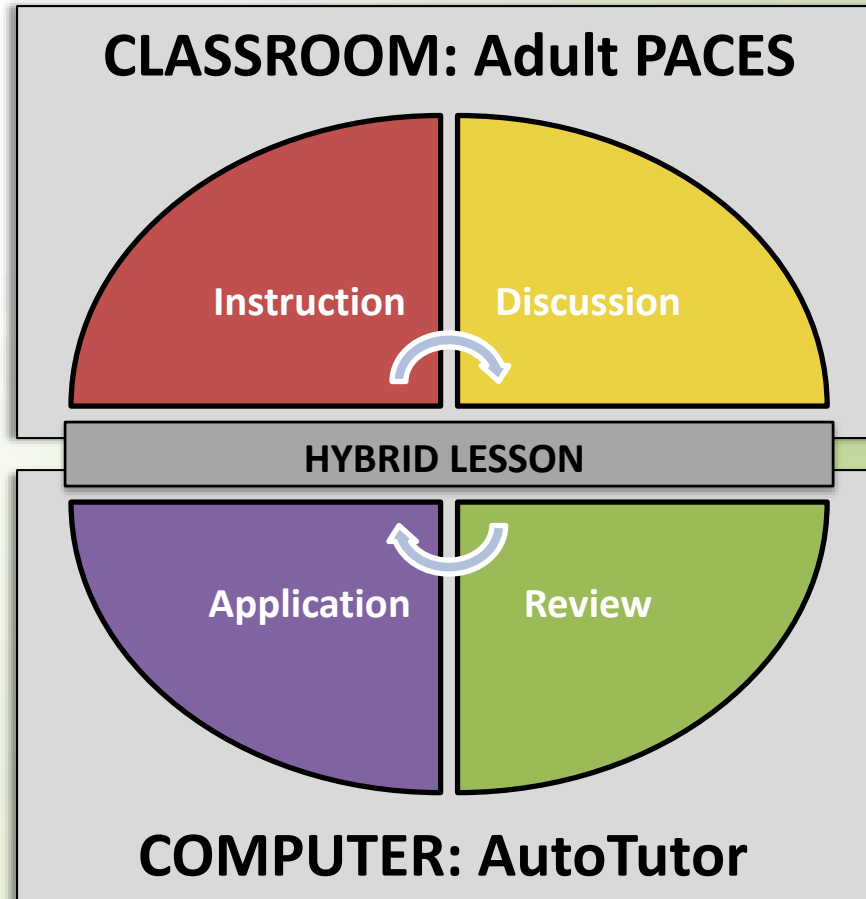 CLASSROOM: Adult PACES
Instruction
Discussion
HYBRID LESSON
Application
Review
COMPUTER: AutoTutor